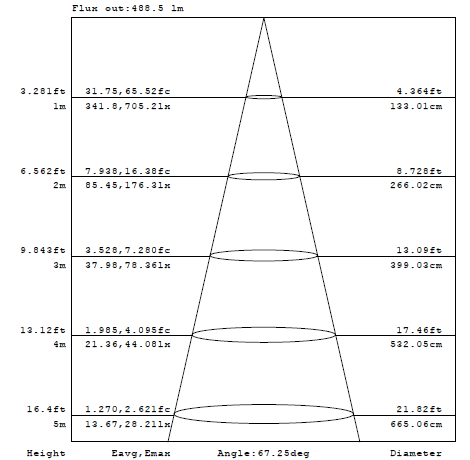 Flux out:488.5 lm
3.281ft 31.75,65.52fc 4.364ft
1m 341.8,705.2lx 133.01cm
6.562ft 7.938,16.38fc 8.728ft
2m 85.45,176.3lx 266.02cm
9.843ft 3.528,7.280fc 13.09ft
3m 37.98,78.36lx 399.03cm
13.12ft 1.985,4.095fc 17.46ft
4m 21.36,44.08lx 532.05cm
16.4ft 1.270,2.621fc 21.82ft
5m 13.67,28.21lx 665.06cm
Height Eavg,Emax Angle:67.25deg Diameter